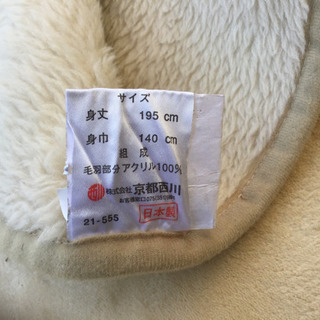 サイズ
身丈 195 cm
身巾 140 cm
組成
毛羽部分アクリル100%
株式会社 京都西川
21-555
日本製